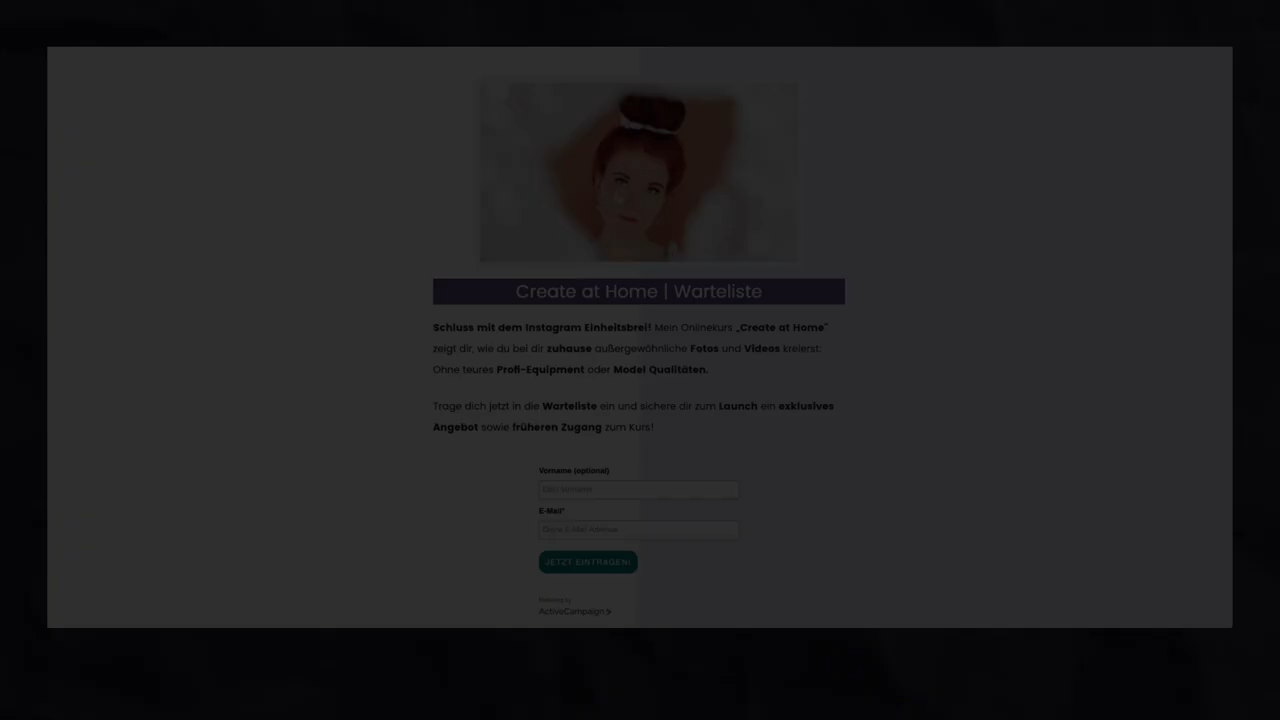 Create at Home | Warteliste
Schluss mit dem Instagram Einheitsbrei! Mein Onlinekurs „Create at Home"
zeigt dir, wie du bei dir zuhause außergewöhnliche Fotos und Videos kreierst:
Ohne teures Profi-Equipment oder Model Qualitäten.
Trage dich jetzt in die Warteliste ein und sichere dir zum Launch ein exklusives
Angebot sowie früheren Zugang zum Kurs!
Vorname (optional)
E-Mail*
JETZT EINTRAGEN!
Marketing by
ActiveCampaign >